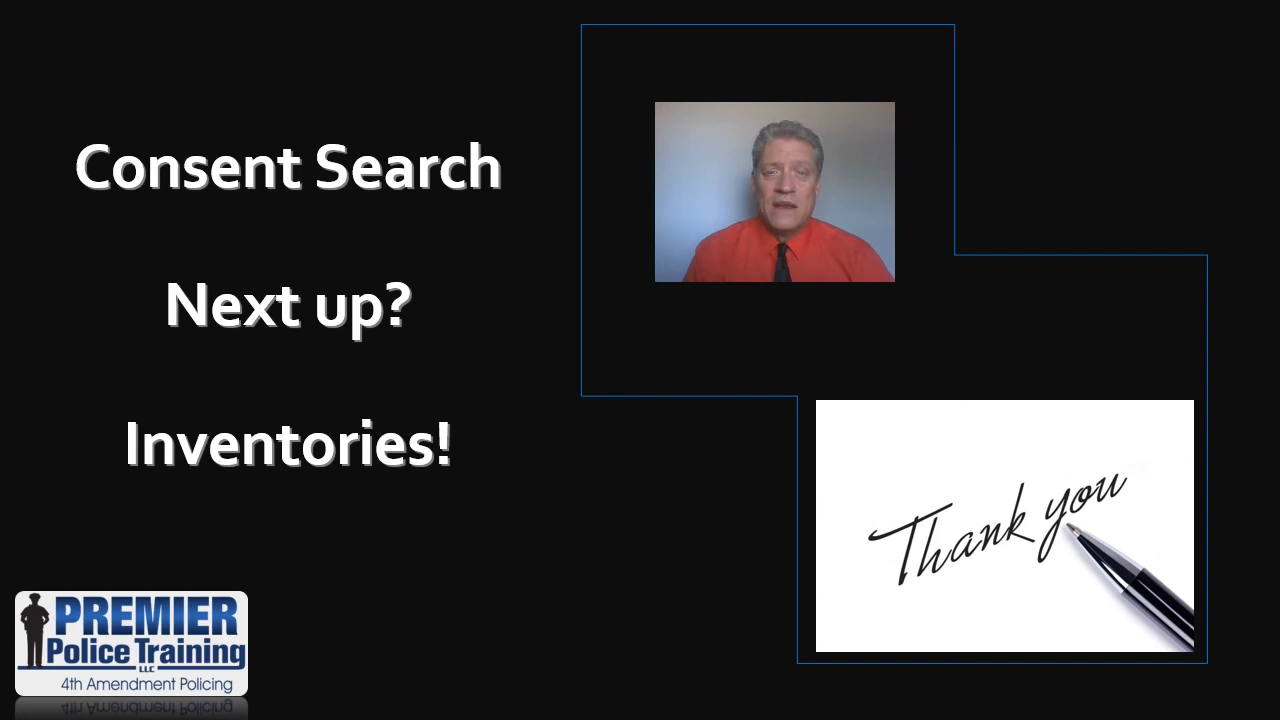 Consent Search
Next up?
Inventories!
Thank you
PREMIER
Police Training
LLC
4th Amendment Policing